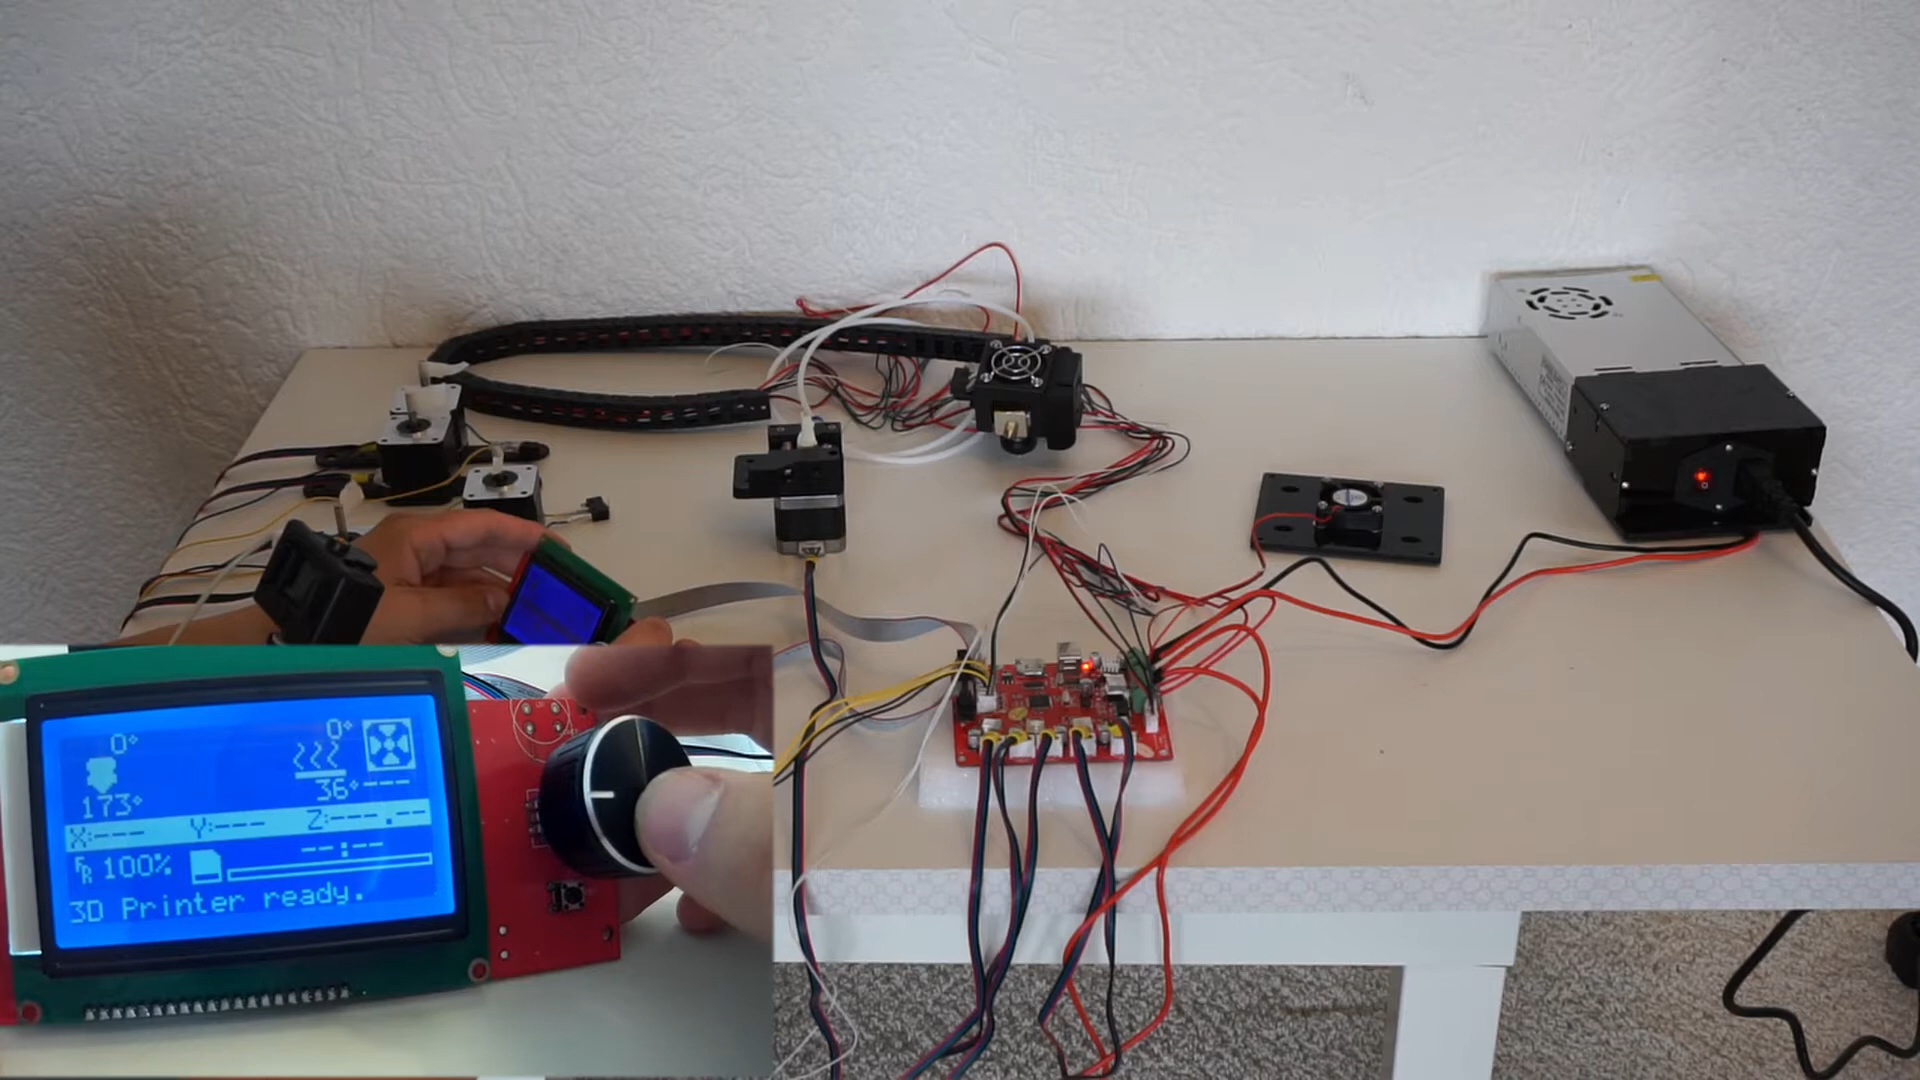 0° 0°
173° 36° ---
X:--- Y:--- Z:---.--
FR 100% --:--
3D Printer ready.